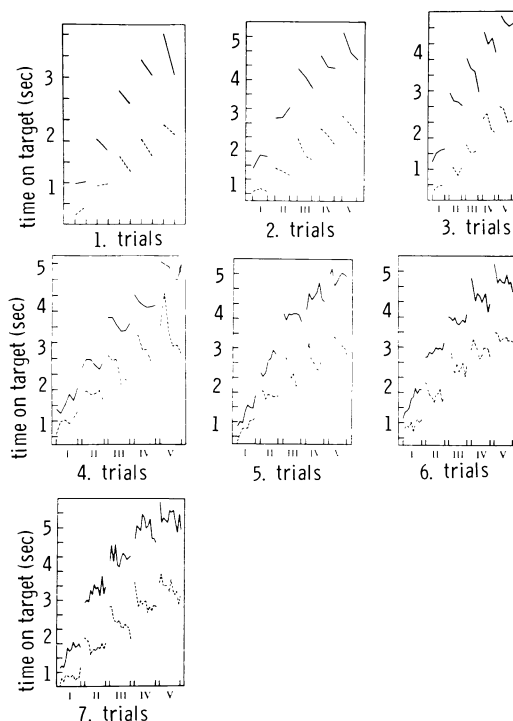 time on target (sec)
3
2
1
1. trials
5
4
3
2
1
I II III IV V
2. trials
5
4
3
2
1
I II III IV V
3. trials
time on target (sec)
5
4
3
2
1
I II III IV V
4. trials
5
4
3
2
1
I II III IV V
5. trials
5
4
3
2
1
I II III IV V
6. trials
time on target (sec)
5
4
3
2
1
I II III IV V
7. trials